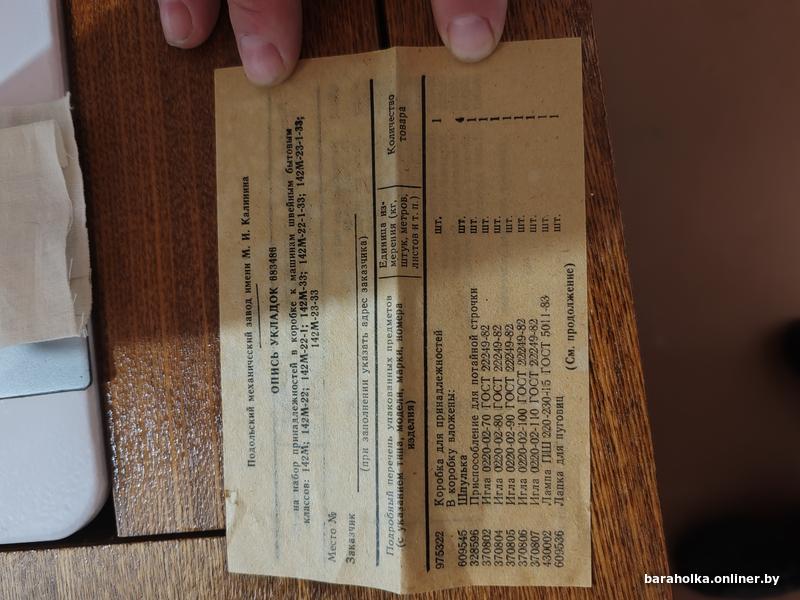 Подольский механический завод имени М. И. Калинина
ОПИСЬ УКЛАДОК 683486
на набор принадлежностей в коробке к машинам швейным бытовым
классов: 142М; 142М-22; 142М-22-1; 142М-33; 142М-22-1-33; 142М-23-1-33;
142М-23-33
Место №
Заказчик
(при заполнении указать адрес заказчика)
Подробный перечень упакованных предметов (с указанием типа, модели, марки, номера изделия) Единица измерения (кг, штук, метров, листов и т. п.) Количество товара
975322 Коробка для принадлежностей шт. 1
В коробку вложены:
609545 Шпулька шт. 4
328596 Приспособление для потайной строчки шт. 1
370802 Игла 0220-02-70 ГОСТ 22249-82 шт. 1
370804 Игла 0220-02-80 ГОСТ 22249-82 шт. 1
370805 Игла 0220-02-90 ГОСТ 22249-82 шт. 1
370806 Игла 0220-02-100 ГОСТ 22249-82 шт. 1
370807 Игла 0220-02-110 ГОСТ 22249-82 шт. 1
430002 Лампа ПШ 220-230-15 ГОСТ 5011-83 шт. 1
609536 Лапка для пуговиц шт. 1
(См. продолжение)
baraholka.onliner.by